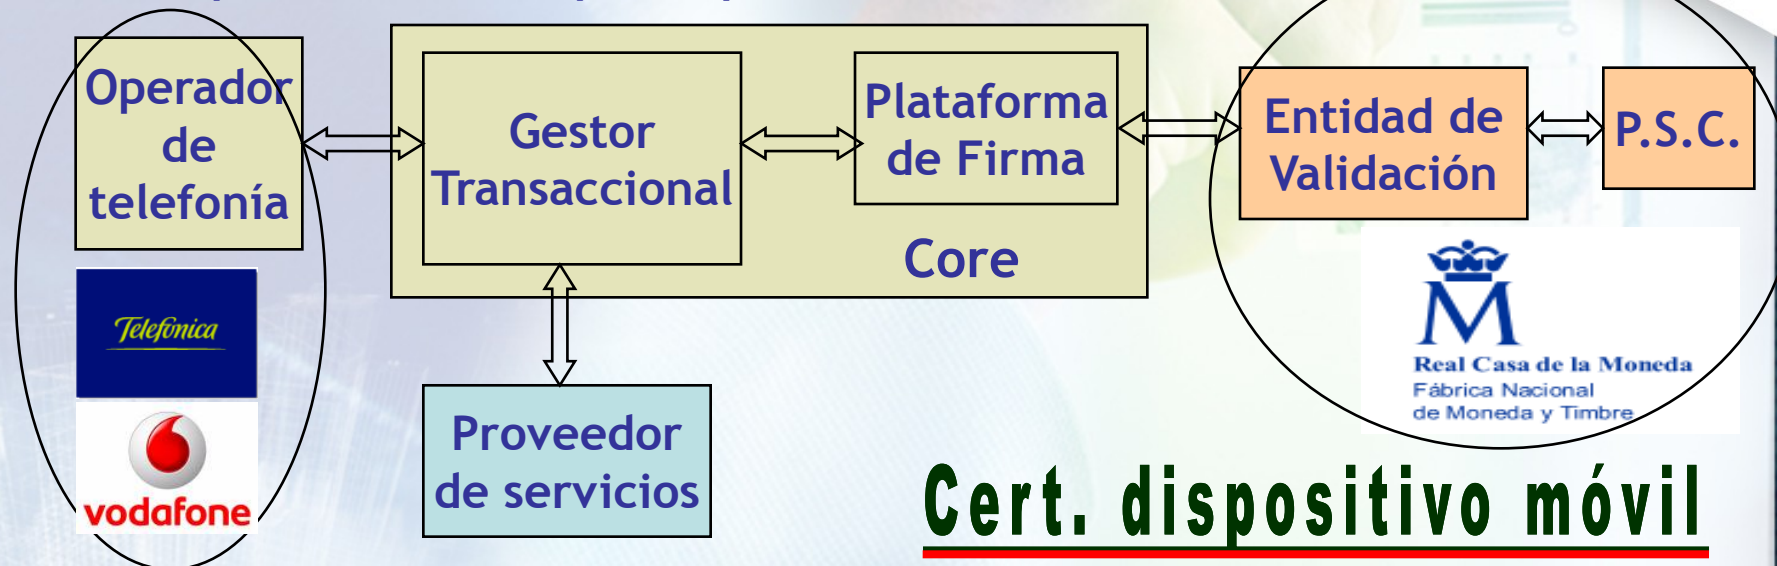 Operador
de
telefonía
Gestor
Transaccional
Plataforma
de Firma
Core
Entidad de
Validación
P.S.C.
Telefónica
vodafone
Proveedor
de servicios
M
Real Casa de la Moneda
Fábrica Nacional
de Moneda y Timbre
Cert. dispositivo móvil